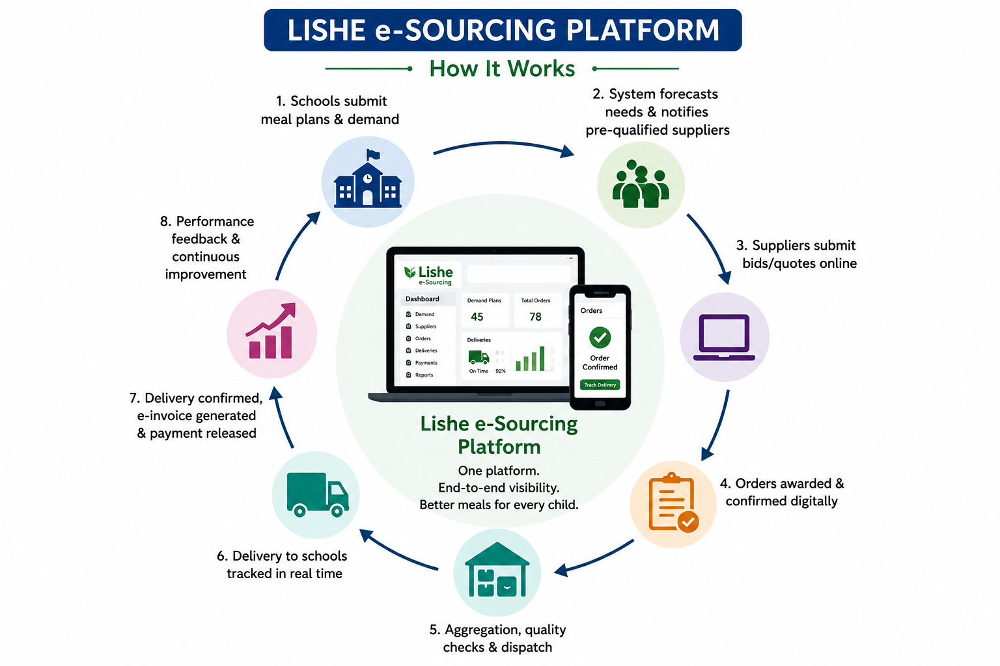 LISHE e-SOURCING PLATFORM
How It Works
1. Schools submit
meal plans & demand
2. System forecasts
needs & notifies
pre-qualified suppliers
3. Suppliers submit
bids/quotes online
4. Orders awarded &
confirmed digitally
5. Aggregation, quality
checks & dispatch
6. Delivery to schools
tracked in real time
7. Delivery confirmed,
e-invoice generated
& payment released
8. Performance
feedback &
continuous
improvement
Lishe
e-Sourcing
Dashboard
Demand
Suppliers
Orders
Deliveries
Payments
Reports
Demand Plans
45
Total Orders
78
Deliveries
On Time 92%
Orders
Order
Confirmed
Track Delivery
Lishe e-Sourcing
Platform
One platform.
End-to-end visibility.
Better meals for every child.